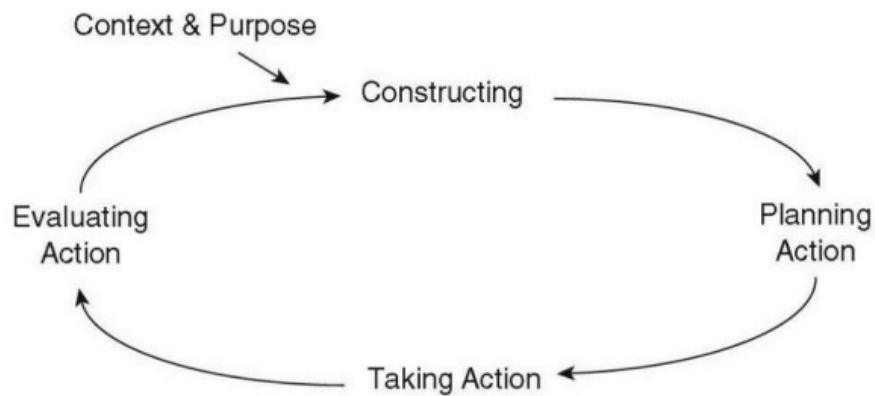 Context & Purpose
Constructing
Evaluating
Action
Planning
Action
Taking Action